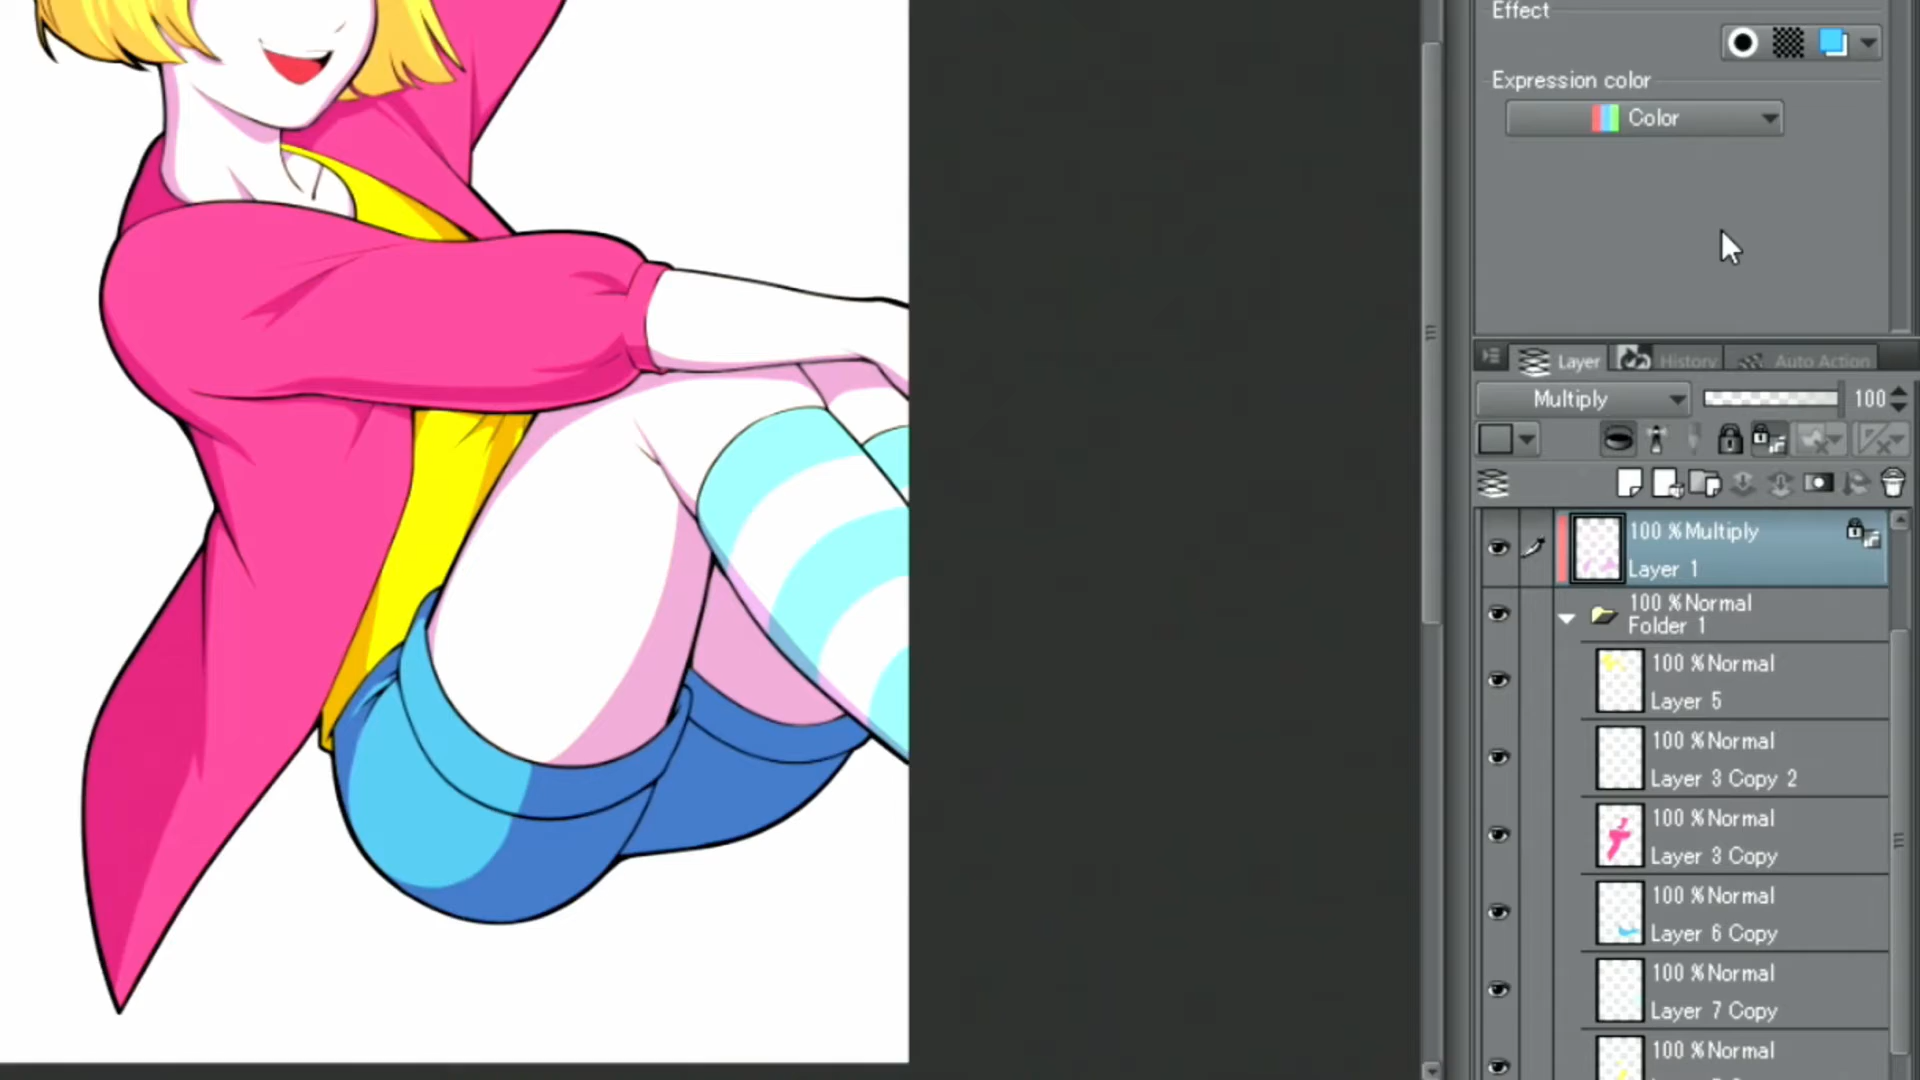 Effect
Expression color
Color
Layer
History
Auto Action
Multiply
100
100 %Multiply
Layer 1
100 %Normal
Folder 1
100 %Normal
Layer 5
100 %Normal
Layer 3 Copy 2
100 %Normal
Layer 3 Copy
100 %Normal
Layer 6 Copy
100 %Normal
Layer 7 Copy
100 %Normal